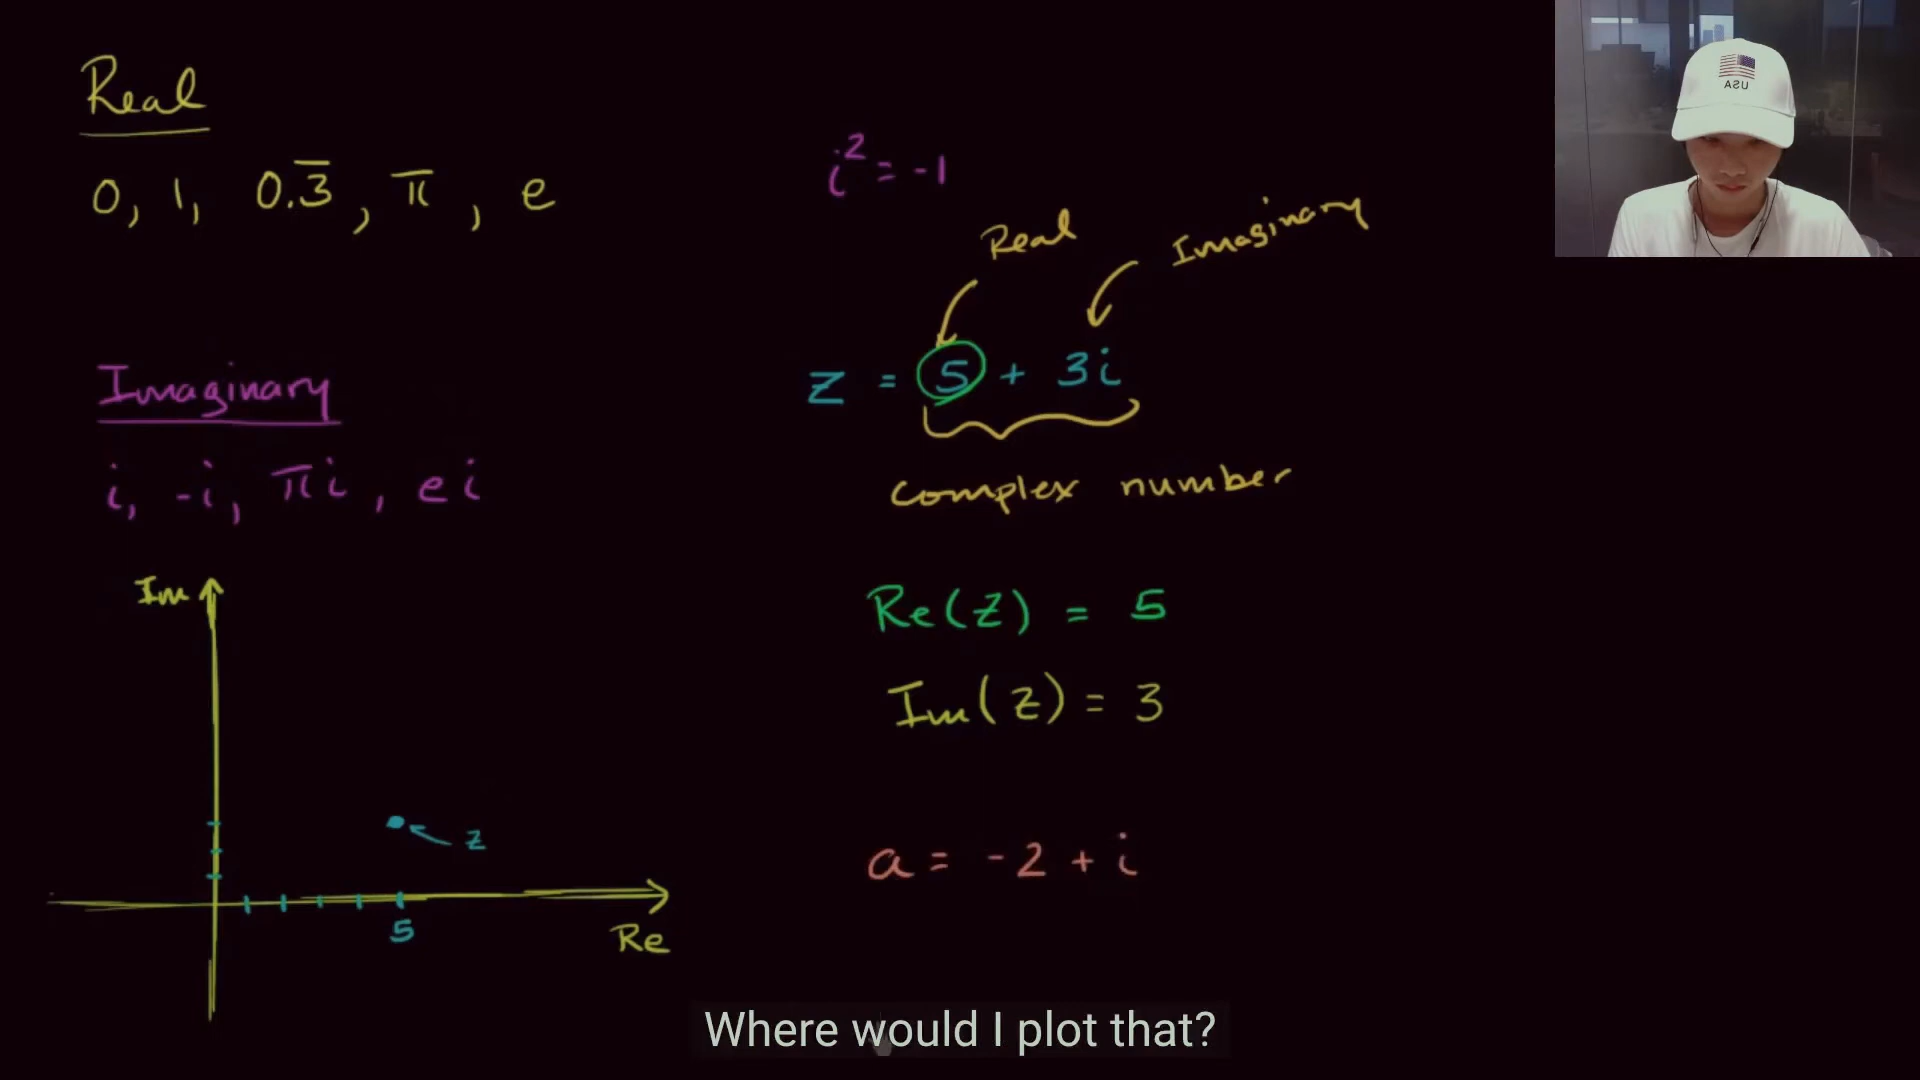 Real
0, 1, 0.3̅, π, e
Imaginary
i, -i, πi, ei
Im
z
5
Re
i² = -1
Real
Imaginary
z = 5 + 3i
complex number
Re(z) = 5
Im(z) = 3
a = -2 + i
Where would I plot that?
USA